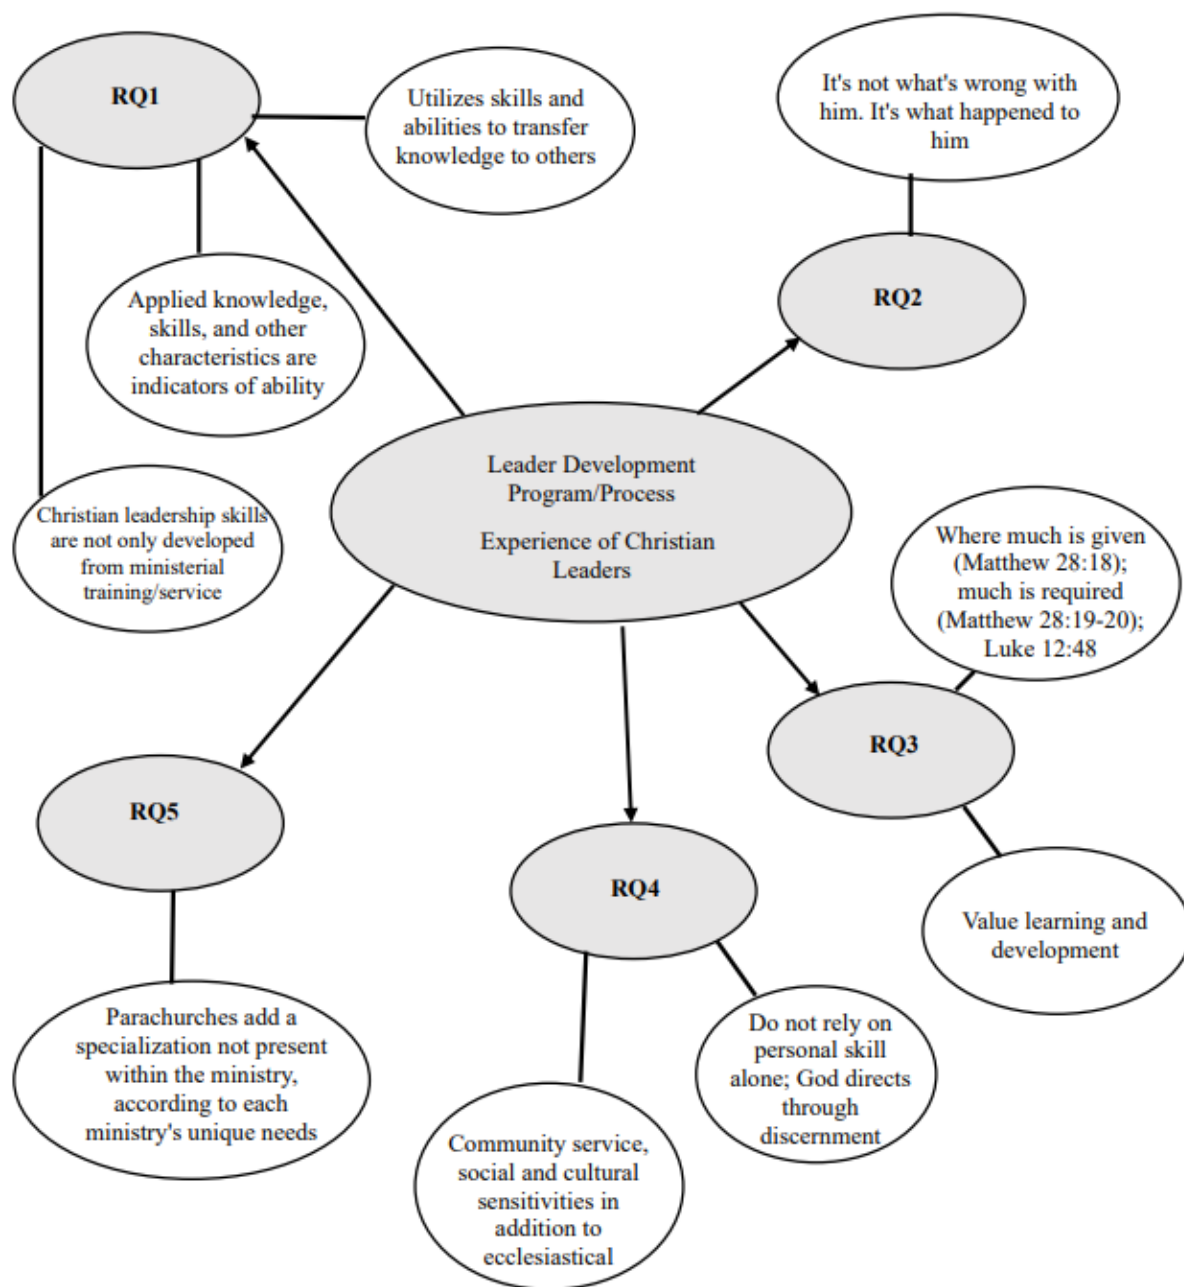 RQ1
Utilizes skills and
abilities to transfer
knowledge to others
It's not what's wrong with
him. It's what happened to
him
RQ2
Applied knowledge,
skills, and other
characteristics are
indicators of ability
Leader Development
Program/Process
Experience of Christian
Leaders
Christian leadership skills
are not only developed
from ministerial
training/service
Where much is given
(Matthew 28:18);
much is required
(Matthew 28:19-20);
Luke 12:48
RQ3
RQ5
RQ4
Value learning and
development
Parachurches add a
specialization not present
within the ministry,
according to each
ministry's unique needs
Do not rely on
personal skill
alone; God directs
through
discernment
Community service,
social and cultural
sensitivities in
addition to
ecclesiastical